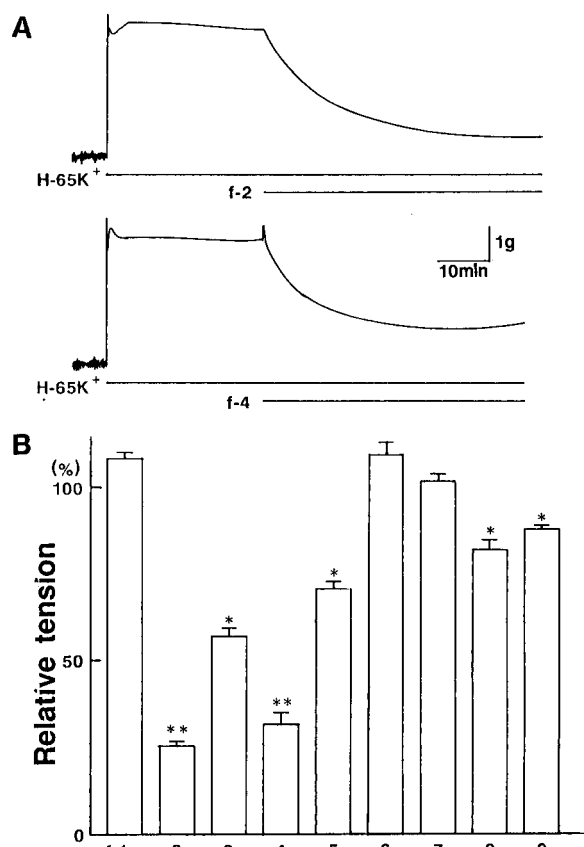 A
H-65K+
f-2
1g
10min
H-65K+
f-4
B
(%)
100
Relative tension
50
0
**
*
**
*
*
*